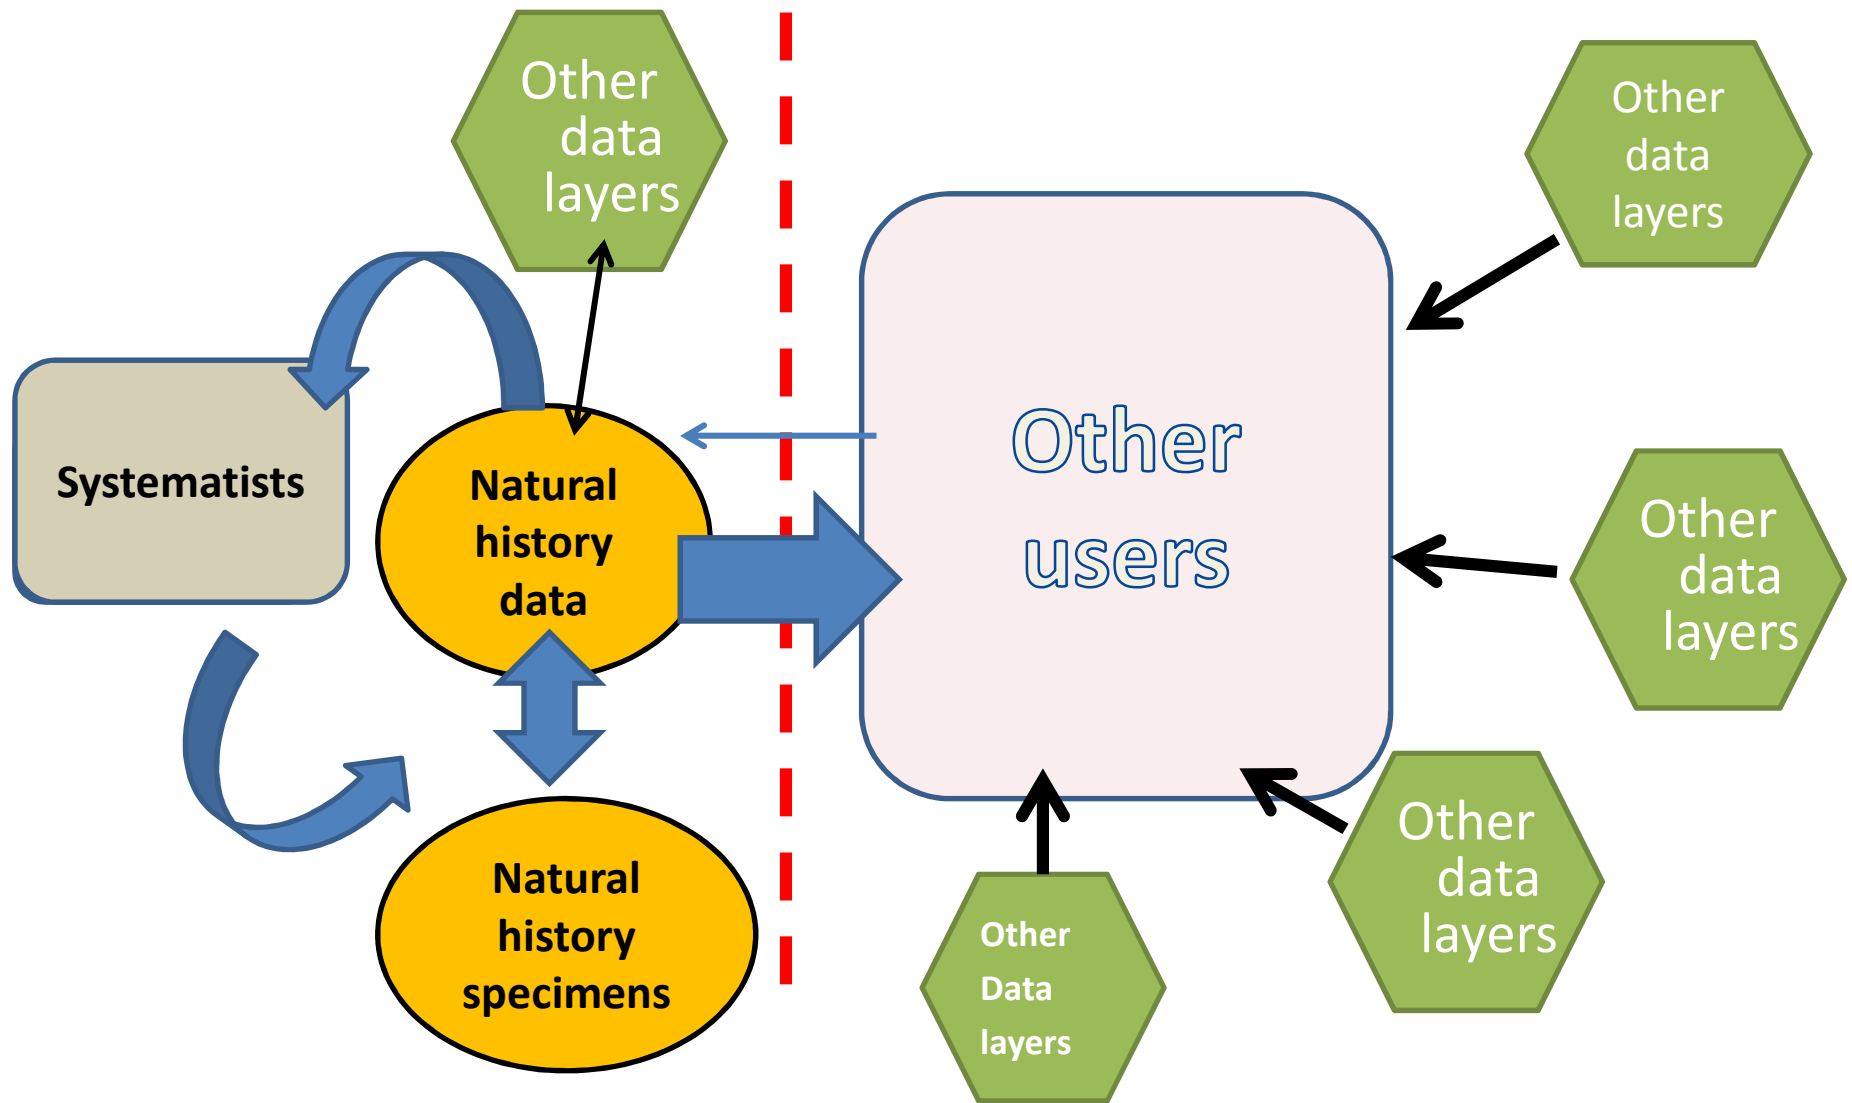 Other
data
layers
Other
data
layers
Systematists
Natural
history
data
Other
users
Other
data
layers
Other
data
layers
Natural
history
specimens
Other
Data
layers